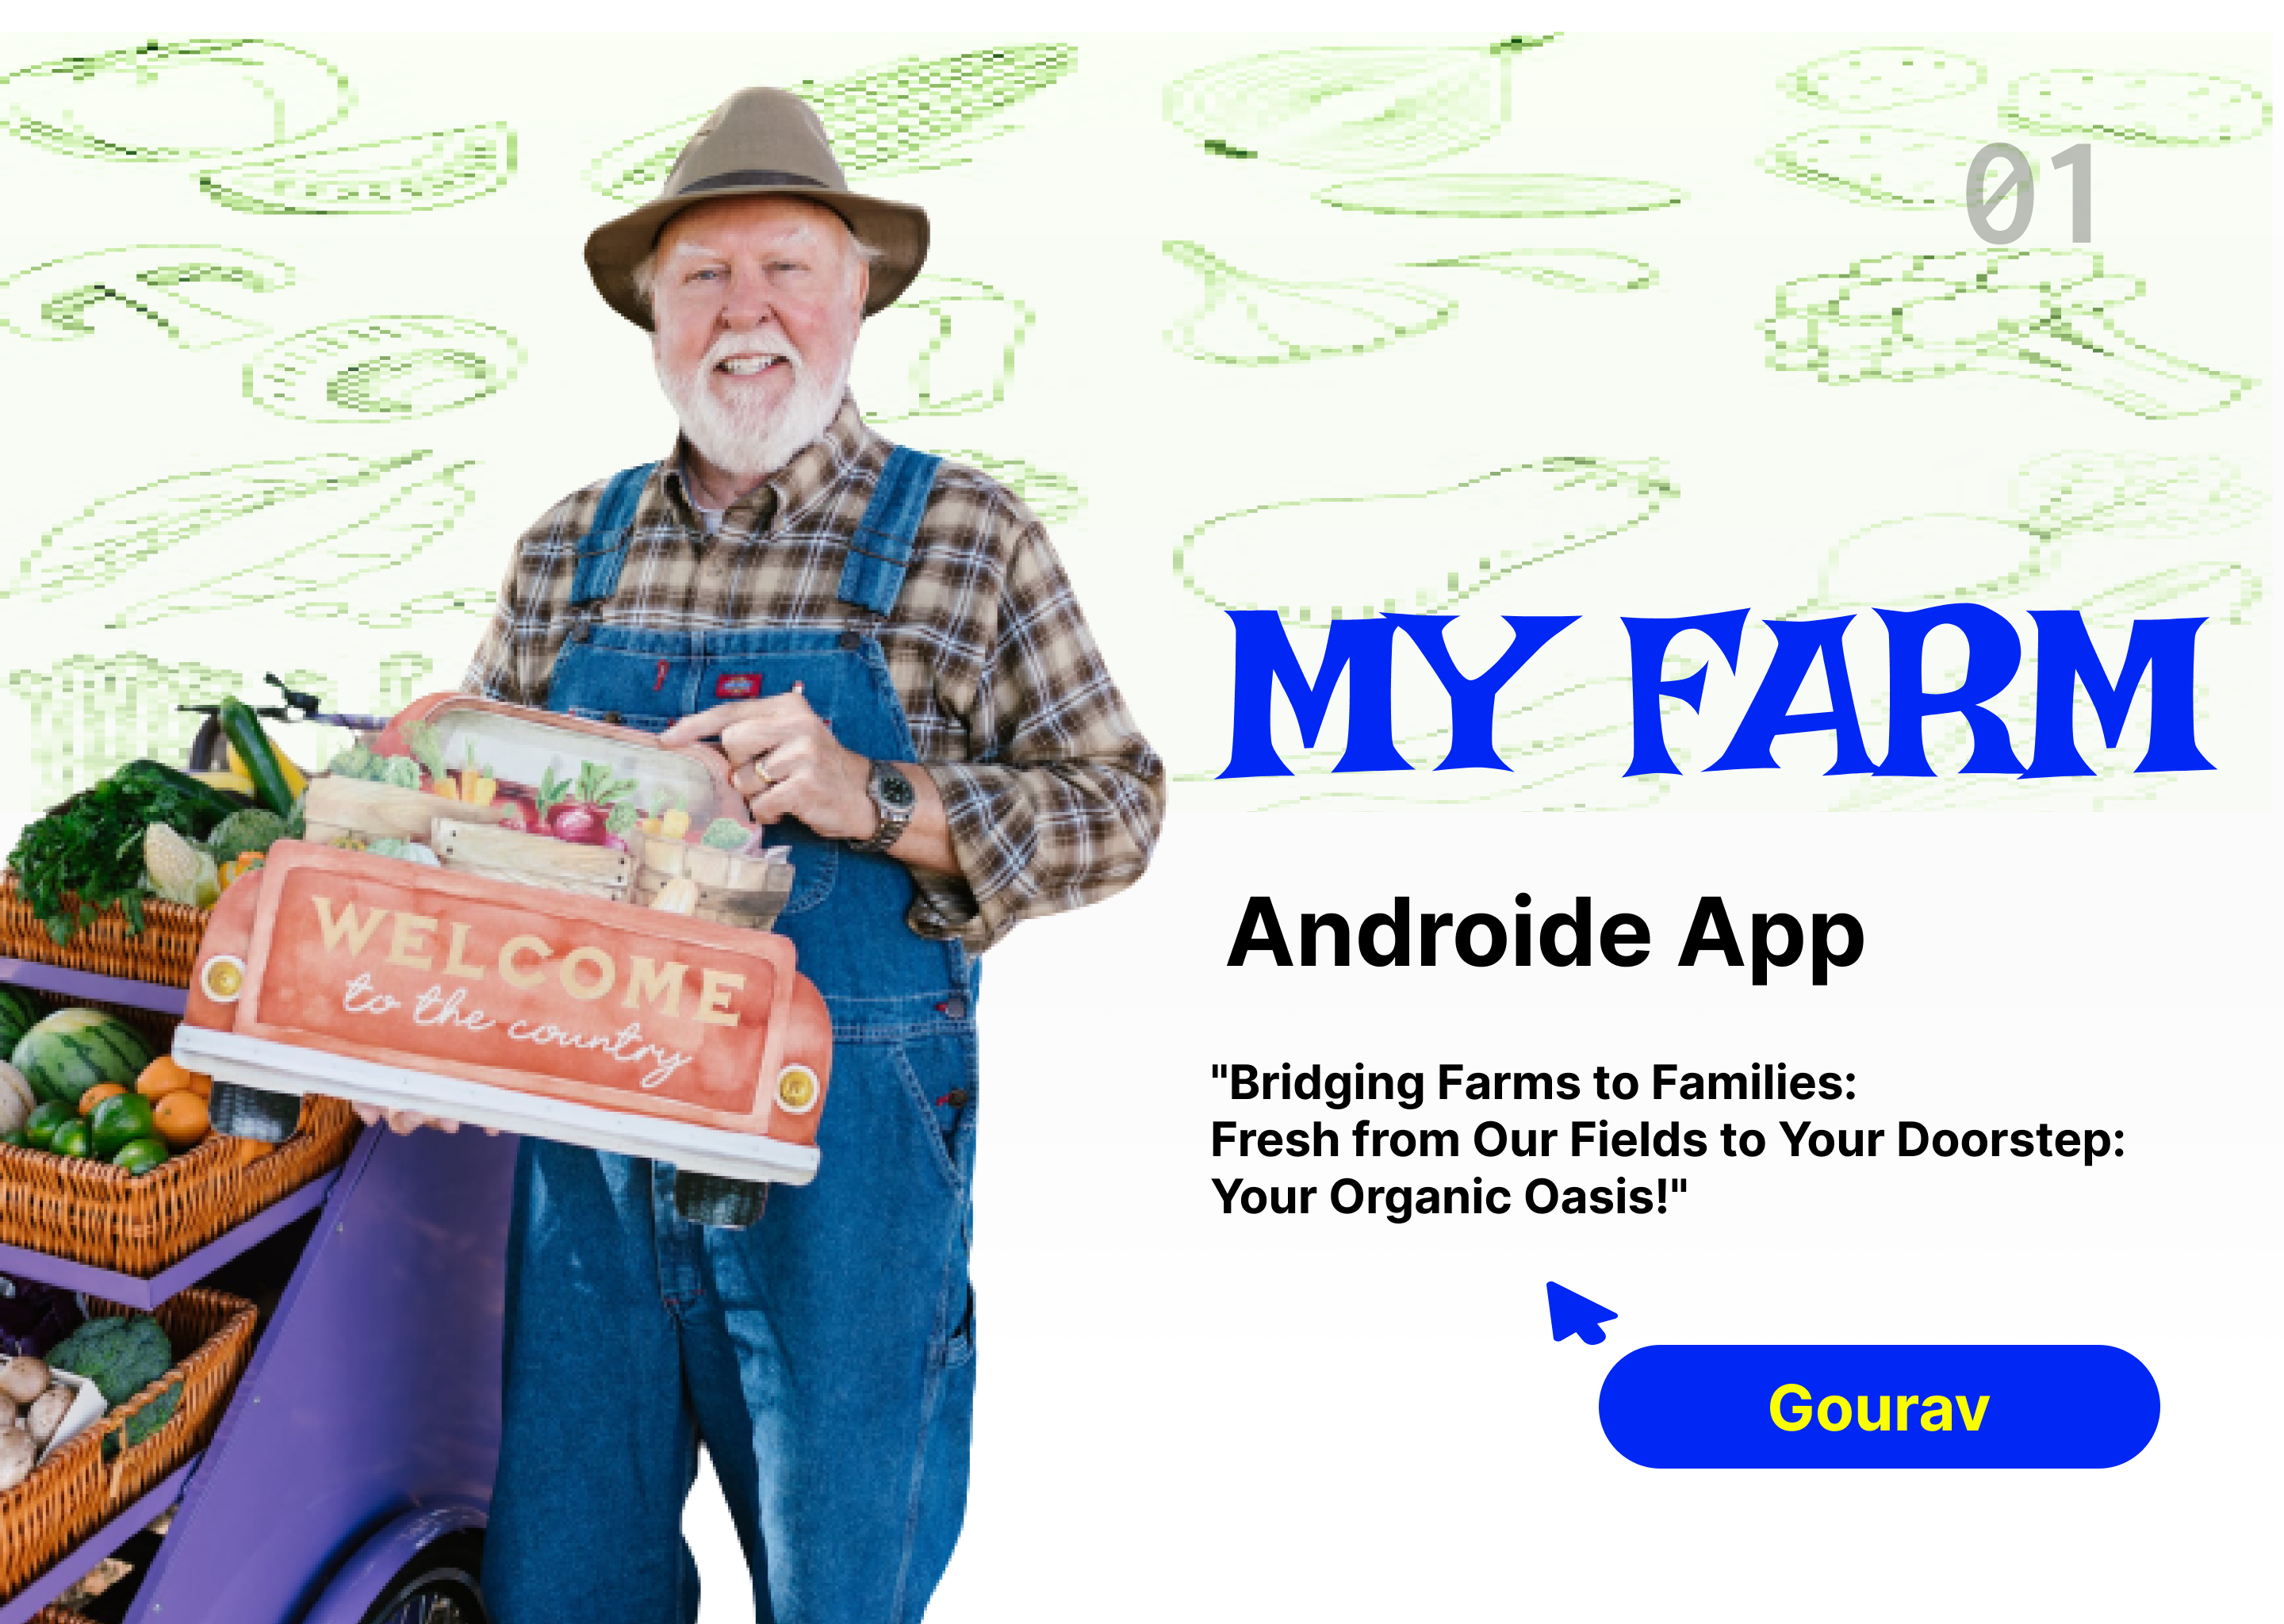 01
MY FARM
Androide App
"Bridging Farms to Families:
Fresh from Our Fields to Your Doorstep:
Your Organic Oasis!"
Gourav
WELCOME
to the country